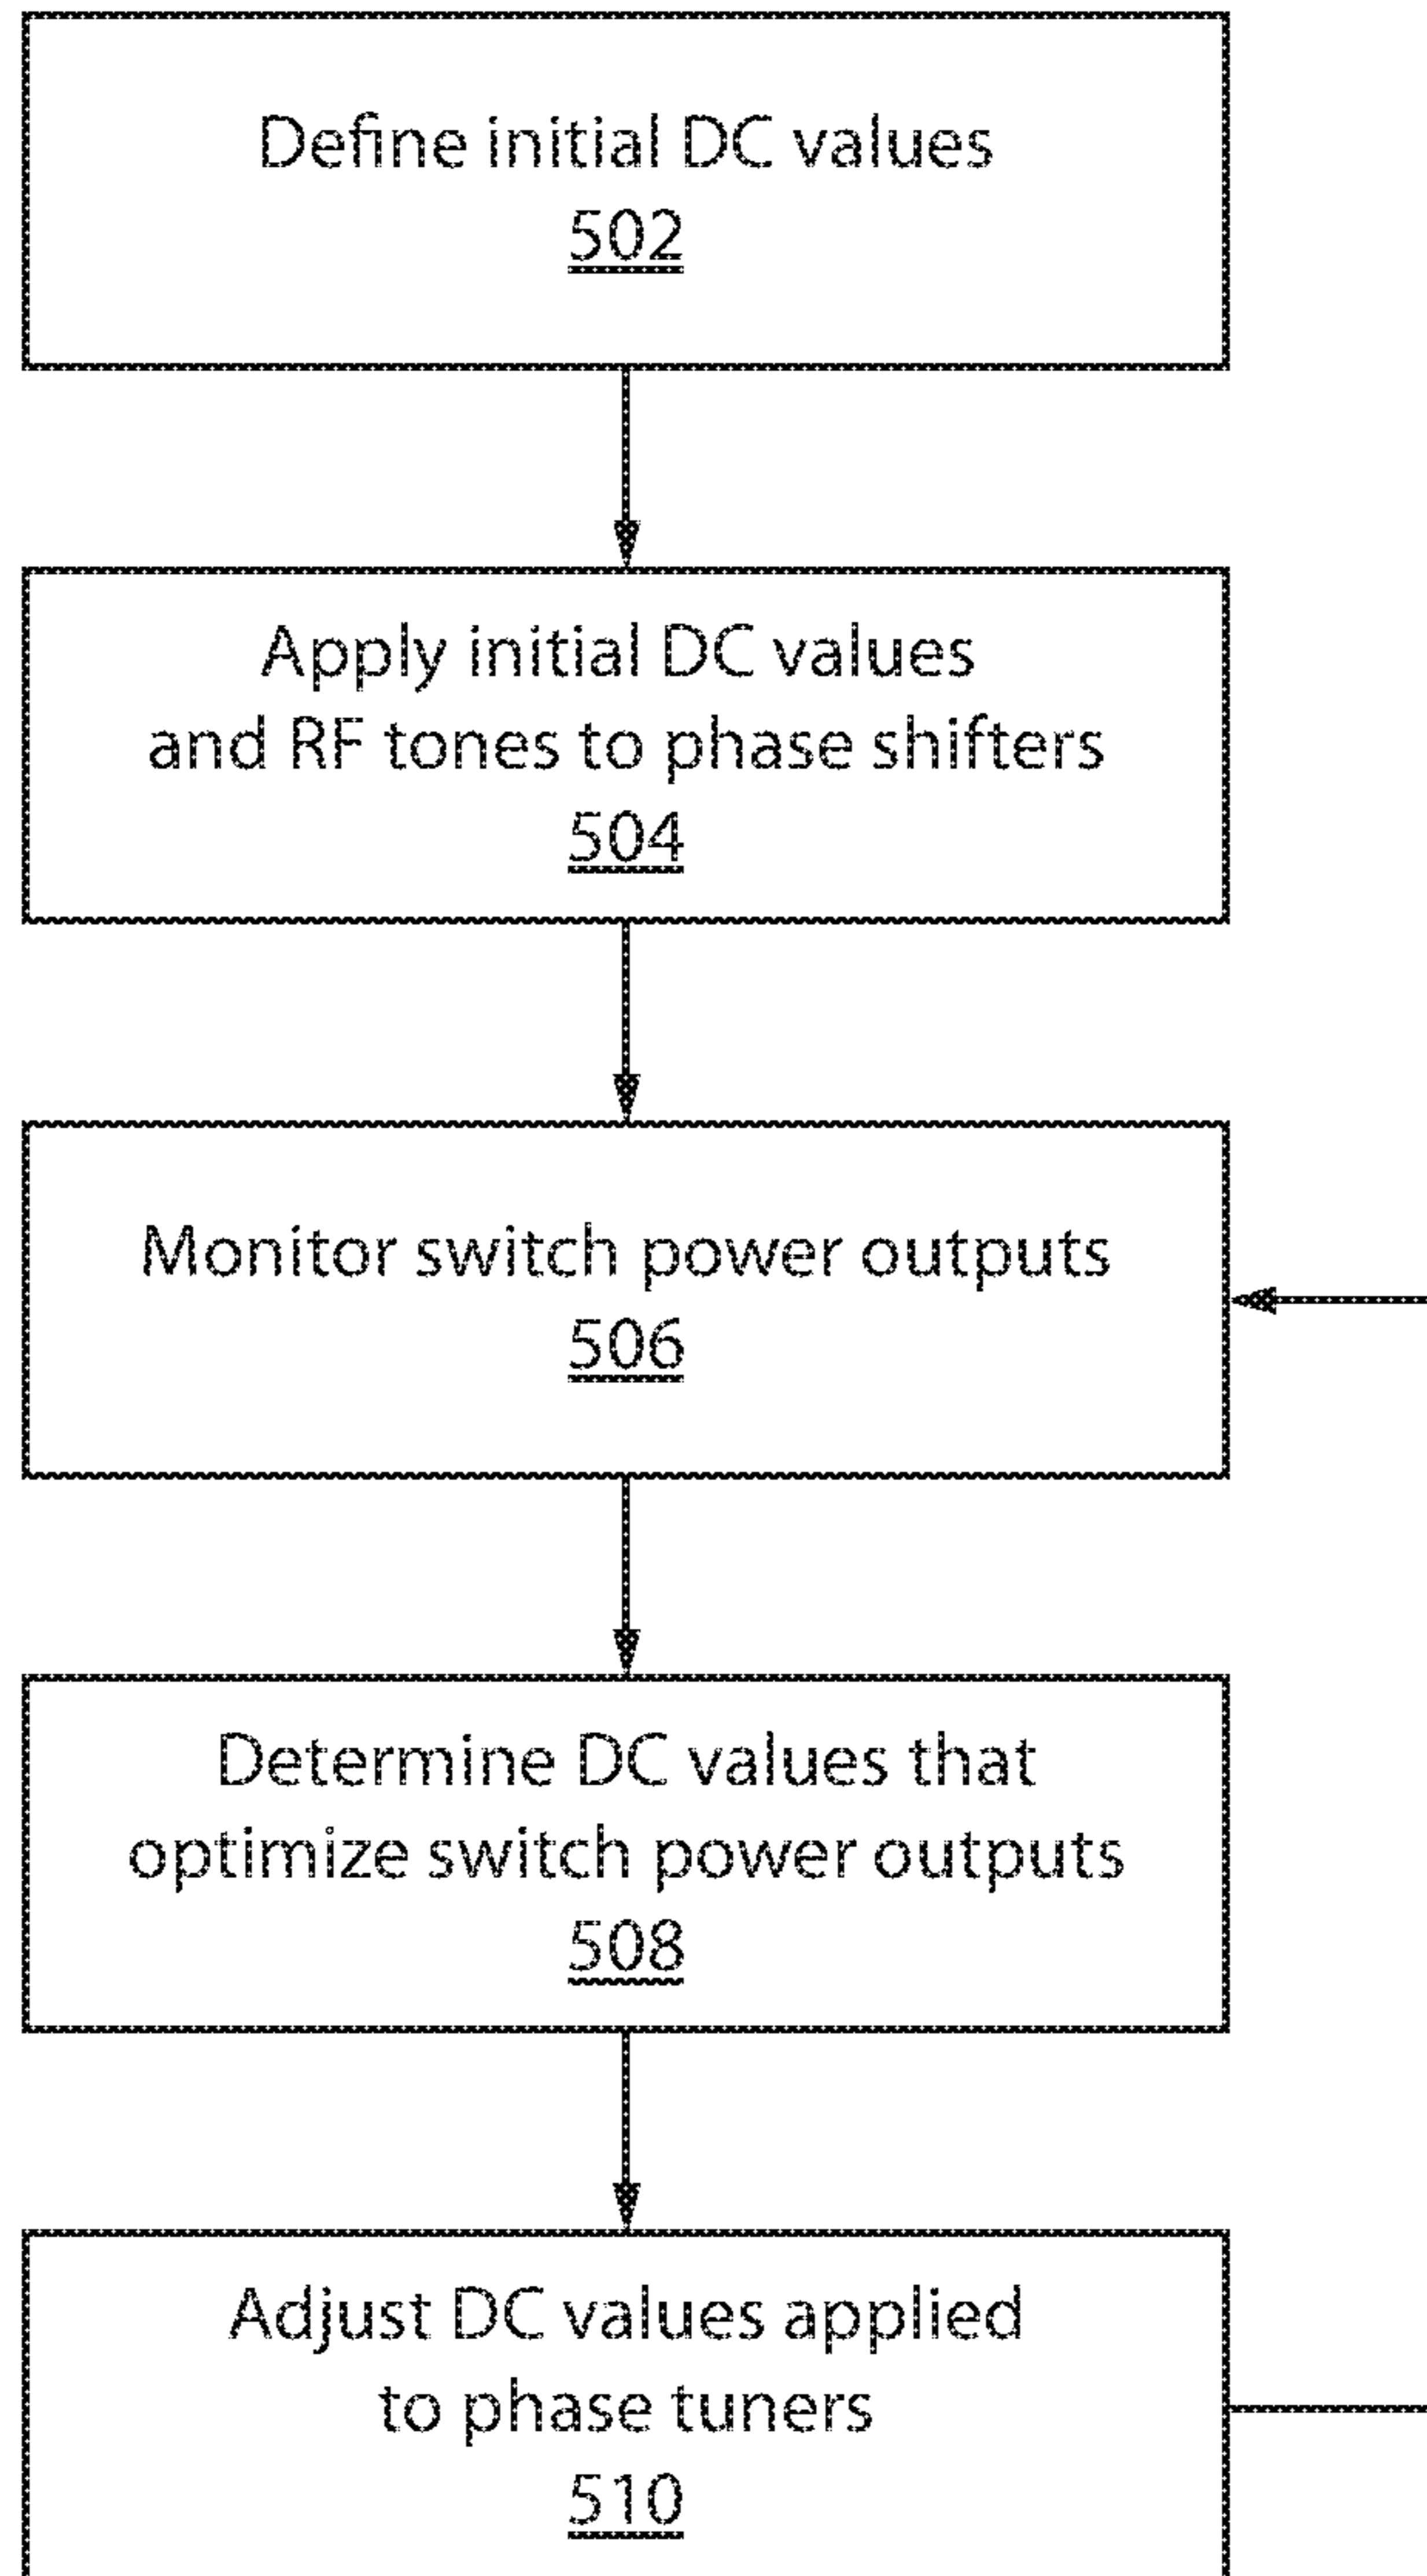 Define initial DC values
502
Apply initial DC values
and RF tones to phase shifters
504
Monitor switch power outputs
506
Determine DC values that
optimize switch power outputs
508
Adjust DC values applied
to phase tuners
510